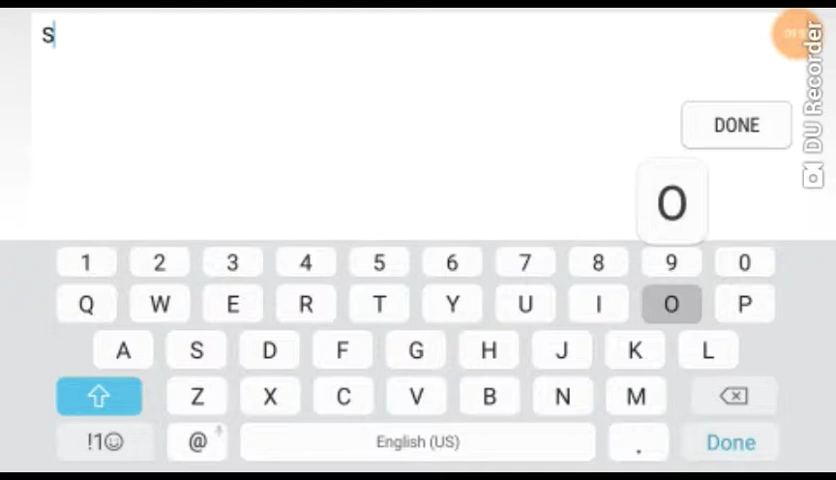 S
DONE
DU Recorder
O
1 2 3 4 5 6 7 8 9 0
Q W E R T Y U I O P
A S D F G H J K L
Z X C V B N M
!1☺ @ English (US) . Done